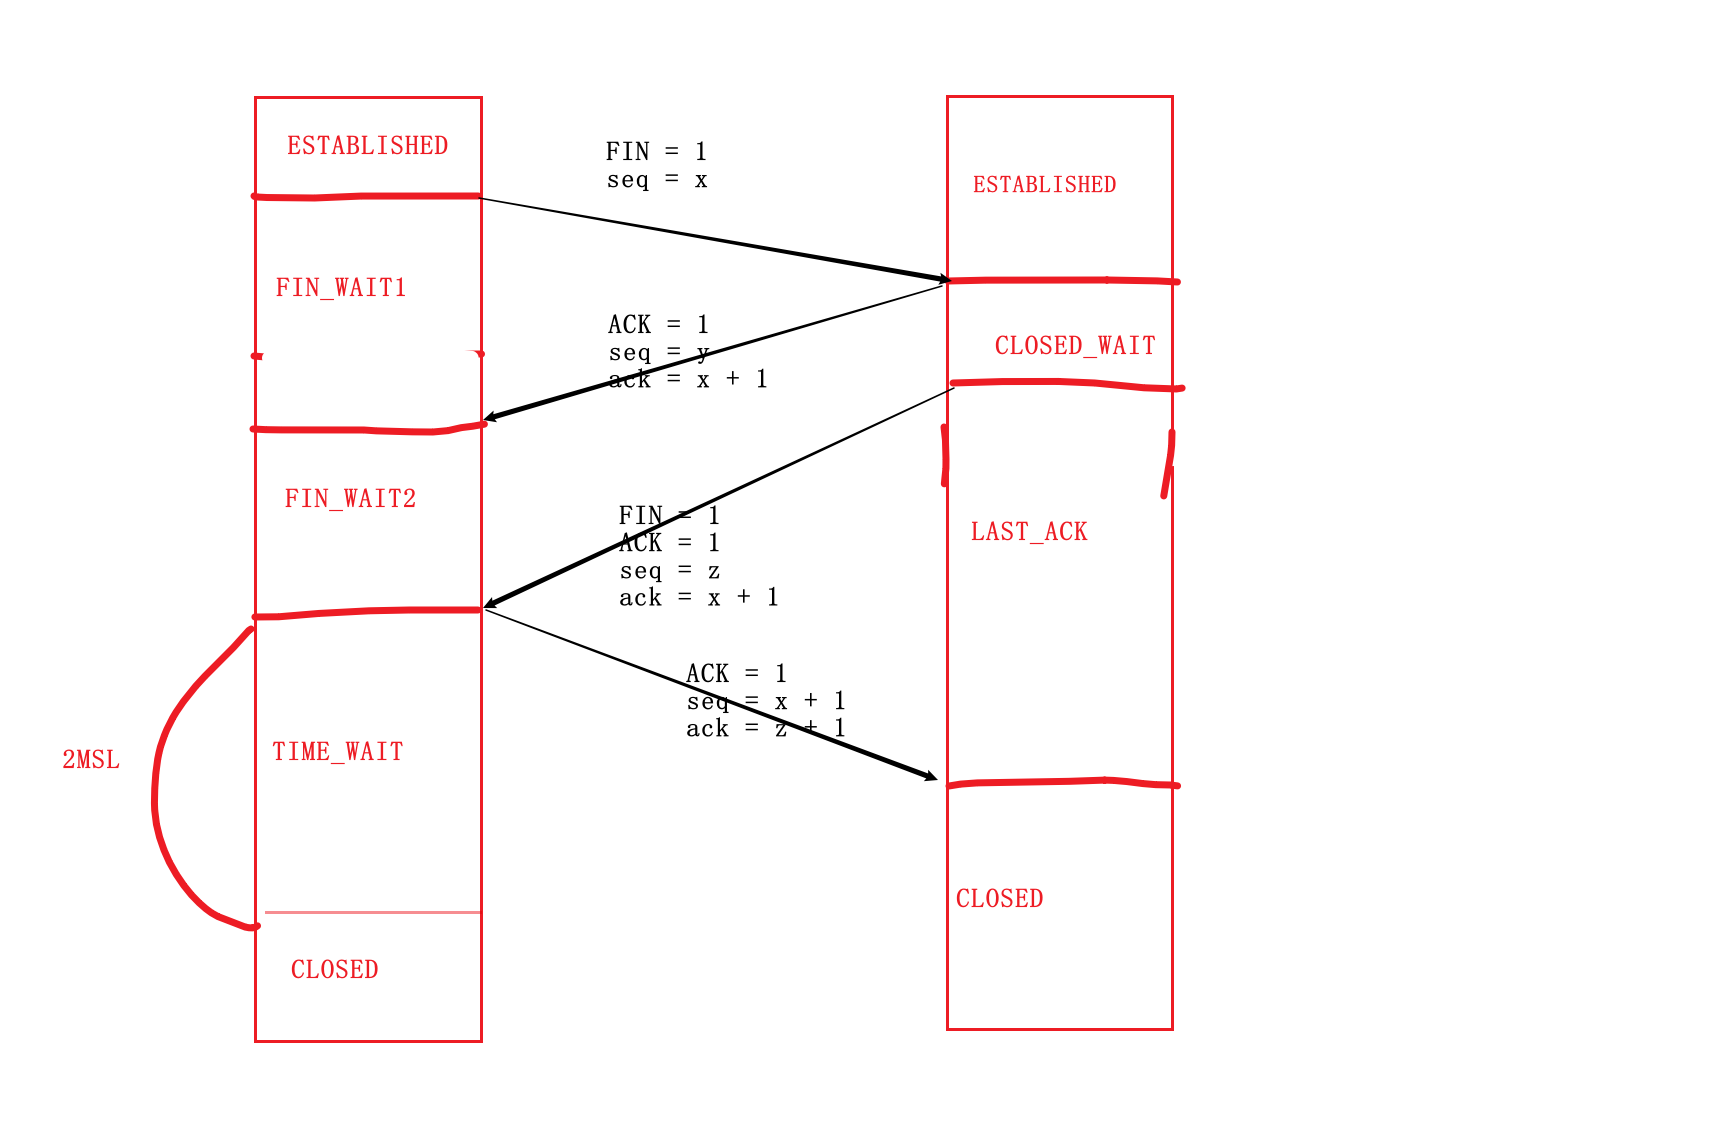 ESTABLISHED
FIN = 1
seq = x
ESTABLISHED
FIN_WAIT1
ACK = 1
seq = y
ack = x + 1
CLOSED_WAIT
FIN_WAIT2
FIN = 1
ACK = 1
seq = z
ack = x + 1
LAST_ACK
ACK = 1
seq = x + 1
ack = z + 1
2MSL
TIME_WAIT
CLOSED
CLOSED